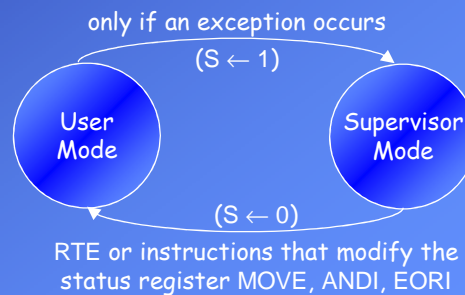 only if an exception occurs
(S ← 1)
User
Mode
Supervisor
Mode
(S ← 0)
RTE or instructions that modify the
status register MOVE, ANDI, EORI